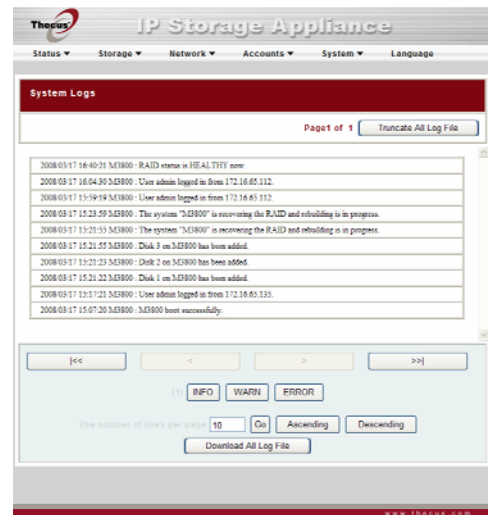 Thecus
IP Storage Appliance
Status ▼ Storage ▼ Network ▼ Accounts ▼ System ▼ Language
System Logs
Page1 of 1 Truncate All Log File
2008/03/17 16:40:21 M3800 : RAID status is HEALTHY now.
2008/03/17 16:04:30 M3800 : User admin logged in from 172.16.65.112.
2008/03/17 15:59:19 M3800 : User admin logged in from 172.16.65.112.
2008/03/17 15:23:59 M3800 : The system "M3800" is recovering the RAID and rebuilding is in progress.
2008/03/17 15:21:55 M3800 : The system "M3800" is recovering the RAID and rebuilding is in progress.
2008/03/17 15:21:55 M3800 : Disk 3 on M3800 has been added.
2008/03/17 15:21:23 M3800 : Disk 2 on M3800 has been added.
2008/03/17 15:21:22 M3800 : Disk 1 on M3800 has been added.
2008/03/17 15:17:21 M3800 : User admin logged in from 172.16.65.135.
2008/03/17 15:07:20 M3800 : M3800 boot successfully.
|<< < > >>|
[1] INFO WARN ERROR
The number of lines per page 10 Go Ascending Descending
Download All Log File
www.thecus.com